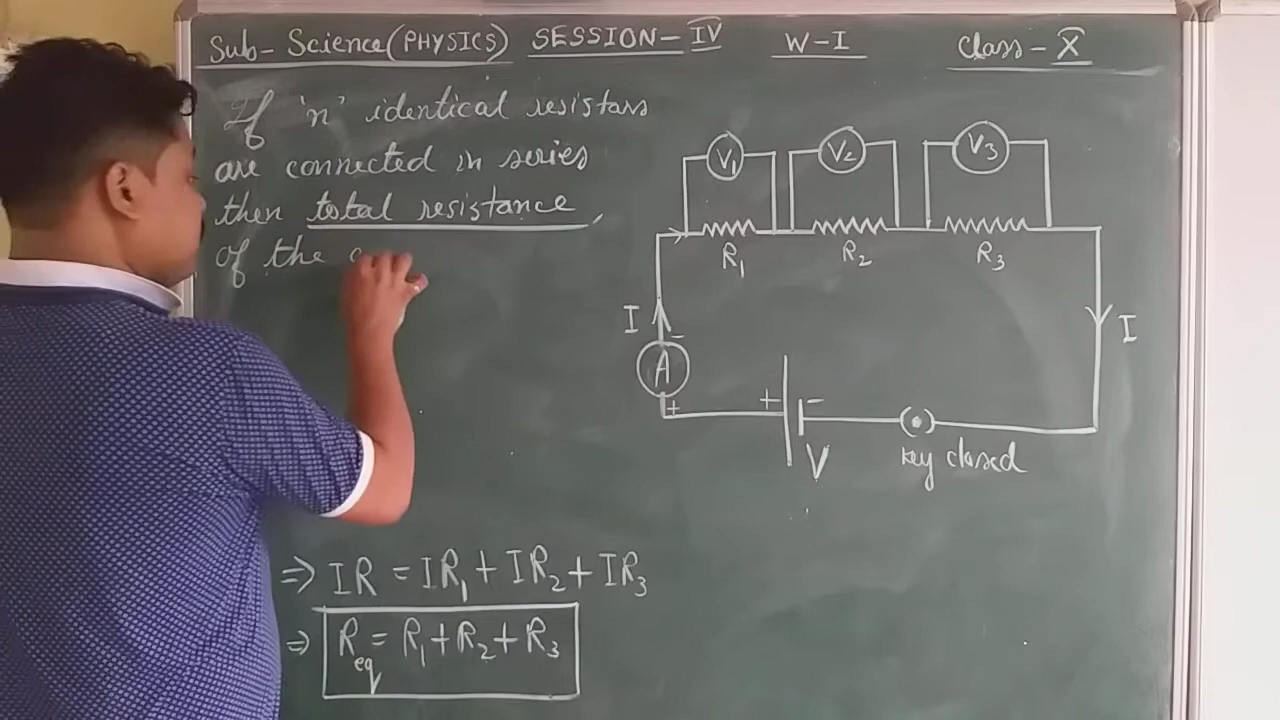 Sub- Science (PHYSICS) SESSION- IV W-I Class- X
If 'n' identical resistors
are connected in series
then total resistance,
of the
V1 V2 V3
R1 R2 R3
I
I
-
A
+
+ -
V
key closed
⇒ IR = IR1 + IR2 + IR3
⇒ Req = R1 + R2 + R3